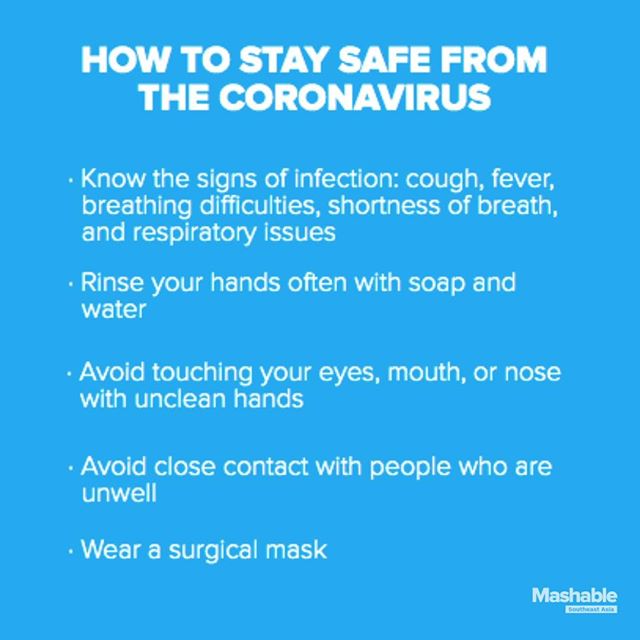 HOW TO STAY SAFE FROM
THE CORONAVIRUS
· Know the signs of infection: cough, fever,
breathing difficulties, shortness of breath,
and respiratory issues
· Rinse your hands often with soap and
water
· Avoid touching your eyes, mouth, or nose
with unclean hands
· Avoid close contact with people who are
unwell
· Wear a surgical mask
Mashable
Southeast Asia